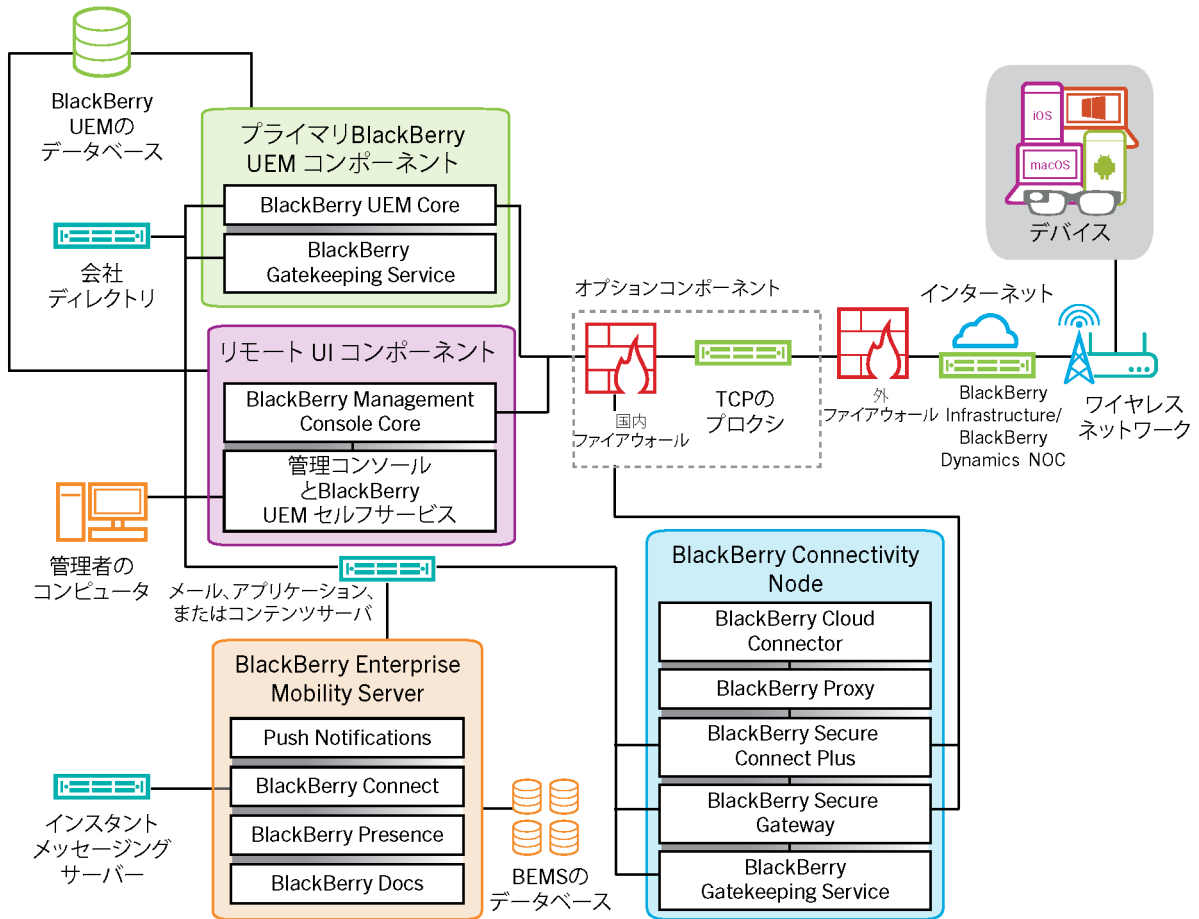 BlackBerry
UEMの
データベース
プライマリBlackBerry
UEM コンポーネント
BlackBerry UEM Core
BlackBerry
Gatekeeping Service
会社
ディレクトリ
リモート UI コンポーネント
BlackBerry Management
Console Core
管理コンソール
とBlackBerry
UEM セルフサービス
管理者の
コンピュータ
メール、アプリケーション、
またはコンテンツサーバ
オプションコンポーネント
国内
ファイアウォール
TCPの
プロクシ
外
ファイアウォール
インターネット
BlackBerry
Infrastructure/
BlackBerry
Dynamics NOC
ワイヤレス
ネットワーク
iOS
macOS
デバイス
BlackBerry Enterprise
Mobility Server
Push Notifications
BlackBerry Connect
BlackBerry Presence
BlackBerry Docs
インスタント
メッセージング
サーバー
BEMSの
データベース
BlackBerry Connectivity
Node
BlackBerry Cloud
Connector
BlackBerry Proxy
BlackBerry Secure
Connect Plus
BlackBerry Secure
Gateway
BlackBerry
Gatekeeping Service